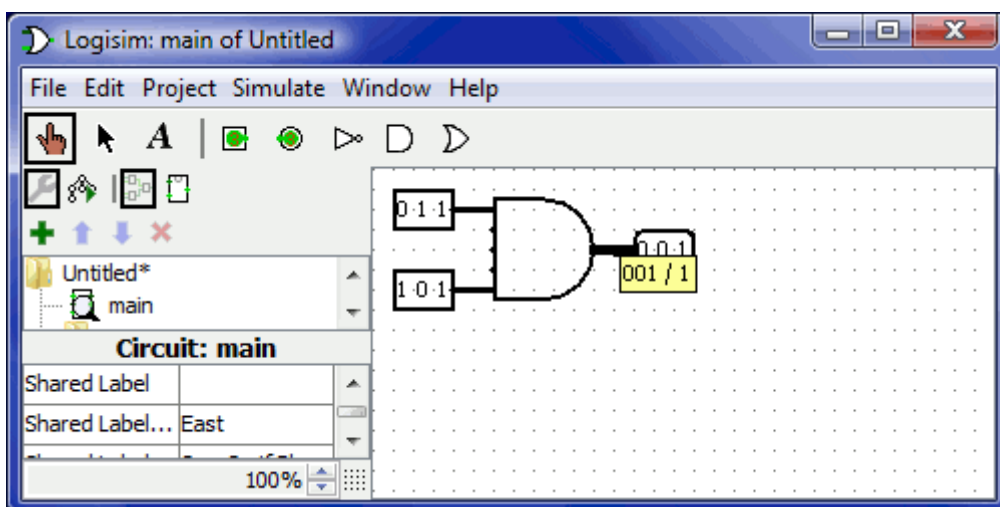 Logisim: main of Untitled
File Edit Project Simulate Window Help
A
0 1 1
0 0 1
001 / 1
1 0 1
Untitled*
main
Circuit: main
Shared Label
Shared Label... East
100%